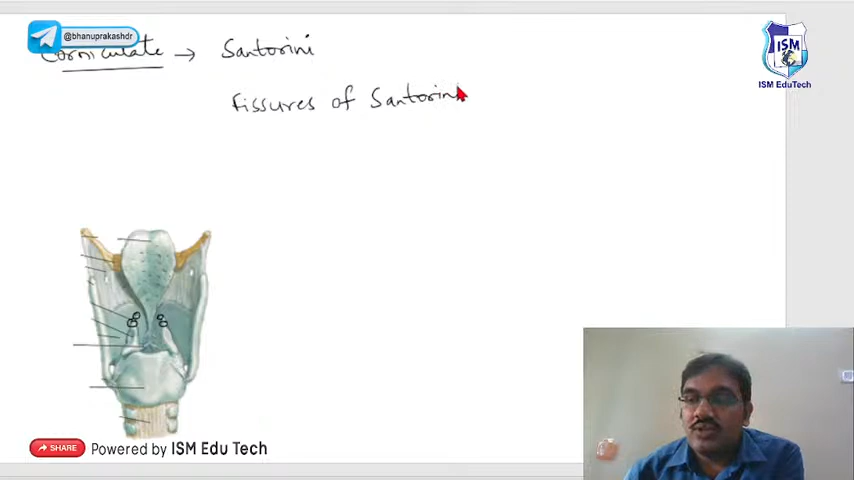 @bhanuprakashdr
Corniculate → Santorini
Fissures of Santorini
ISM
ISM EduTech
SHARE Powered by ISM Edu Tech